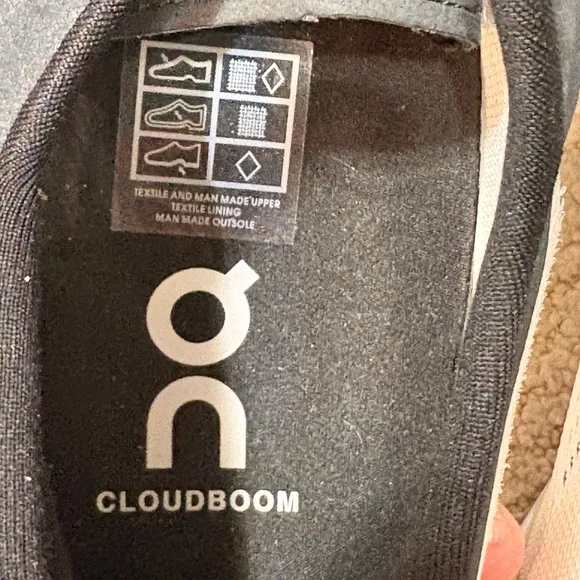 TEXTILE AND MAN MADE UPPER
TEXTILE LINING
MAN MADE OUTSOLE
On
CLOUDBOOM